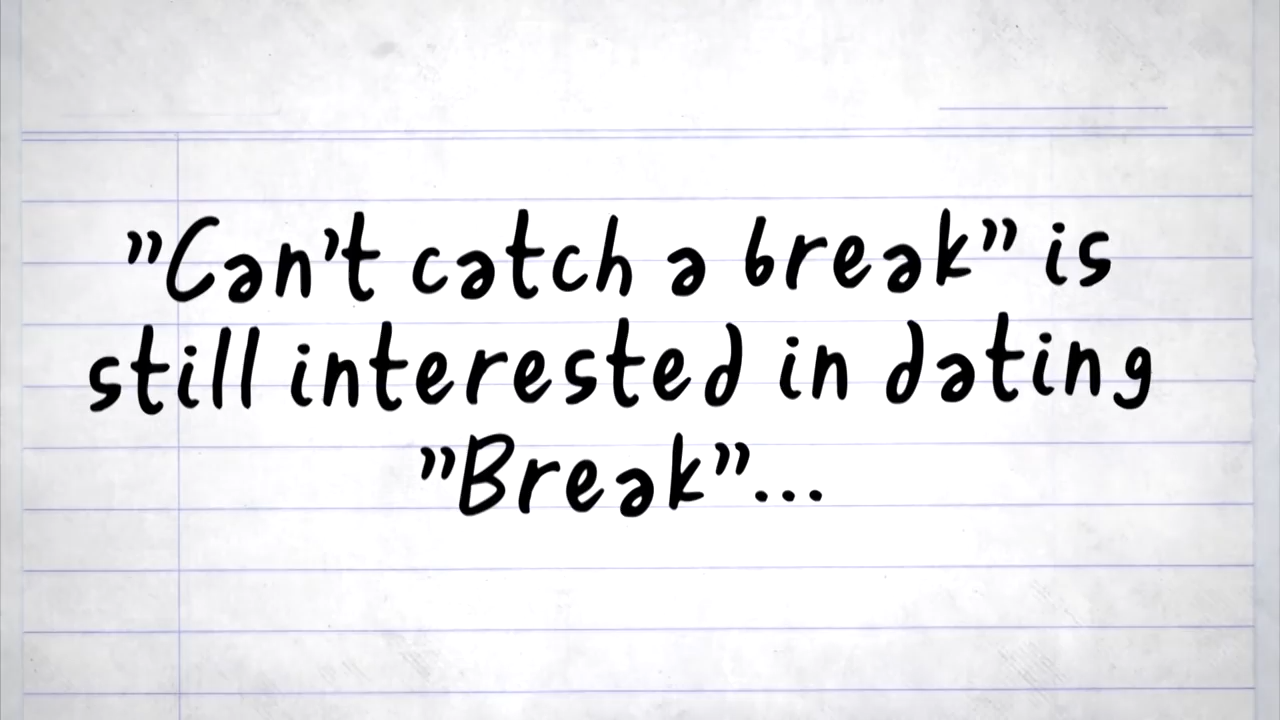 ”Can’t catch a break” is
still interested in dating
”Break”...